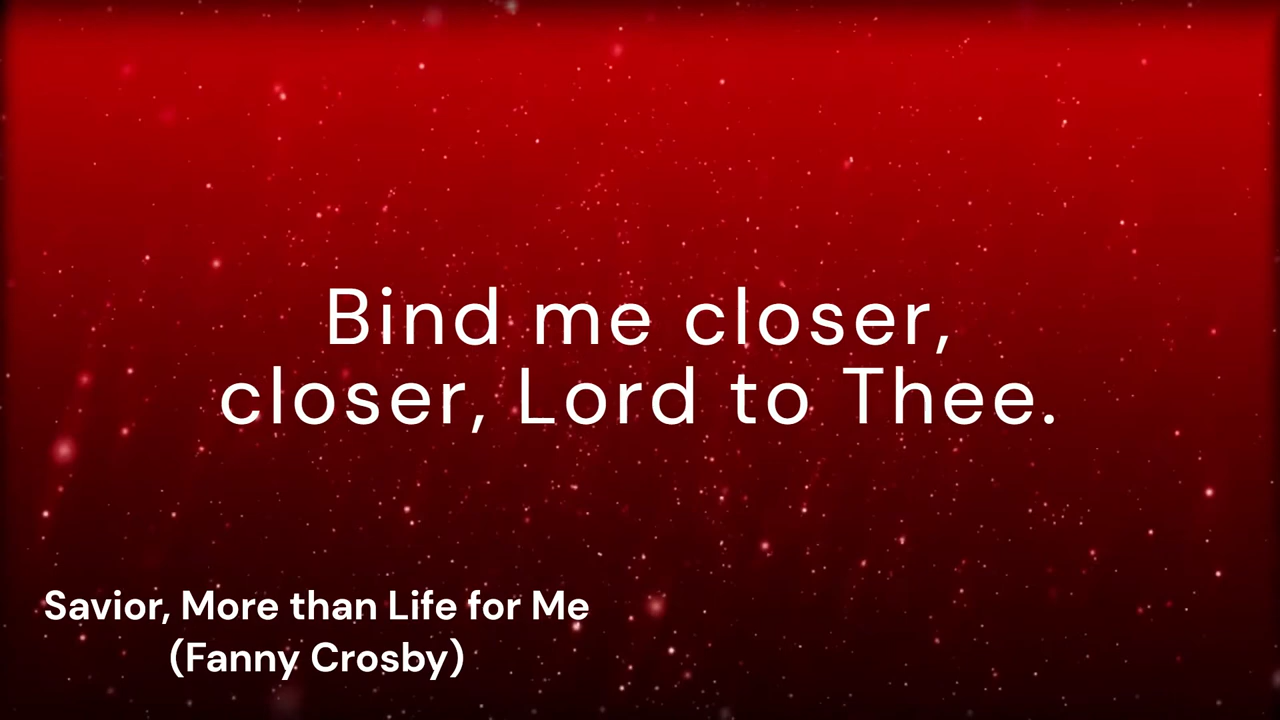 Bind me closer,
closer, Lord to Thee.
Savior, More than Life for Me
(Fanny Crosby)